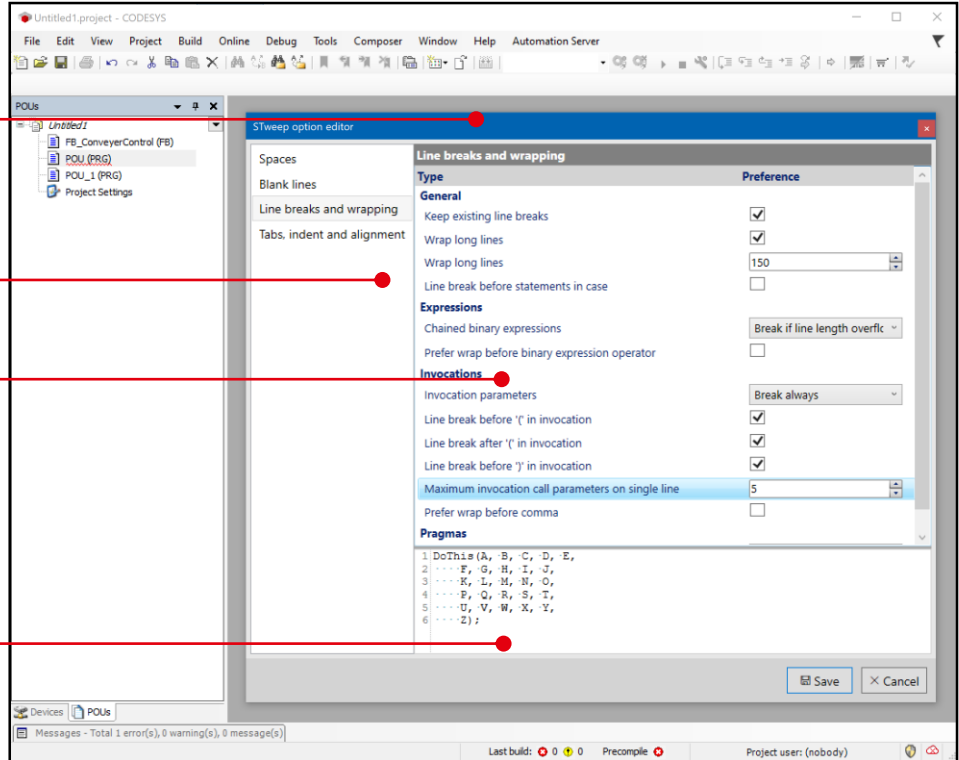 Untitled1.project - CODESYS
File Edit View Project Build Online Debug Tools Composer Window Help Automation Server
POUs
Untitled1
FB_ConveyerControl (FB)
POU (PRG)
POU_1 (PRG)
Project Settings
STweep option editor
Spaces
Blank lines
Line breaks and wrapping
Tabs, indent and alignment
Line breaks and wrapping
Type Preference
General
Keep existing line breaks
Wrap long lines
Wrap long lines 150
Line break before statements in case
Expressions
Chained binary expressions Break if line length overflc
Prefer wrap before binary expression operator
Invocations
Invocation parameters Break always
Line break before '(' in invocation
Line break after '(' in invocation
Line break before ')' in invocation
Maximum invocation call parameters on single line 5
Prefer wrap before comma
Pragmas
1 DoThis(A, ·B, ·C, ·D, ·E,
2 ····F, ·G, ·H, ·I, ·J,
3 ····K, ·L, ·M, ·N, ·O,
4 ····P, ·Q, ·R, ·S, ·T,
5 ····U, ·V, ·W, ·X, ·Y,
6 ····Z);
Save Cancel
Devices POUs
Messages - Total 1 error(s), 0 warning(s), 0 message(s)
Last build: 0 0 Precompile Project user: (nobody)